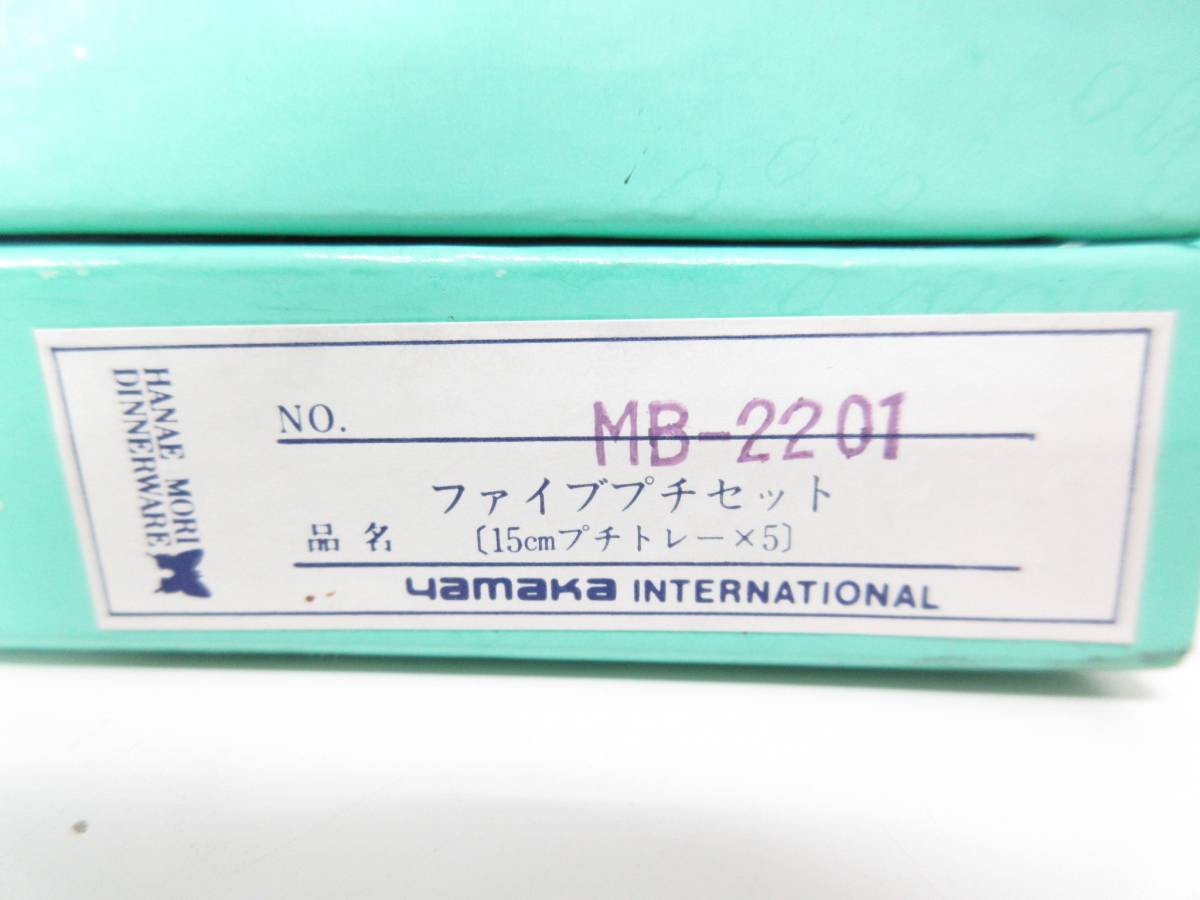 HANAE MORI
DINNERWARE
NO. MB-2201
ファイブプチセット
品名 〔15cmプチトレー×5〕
yamaka INTERNATIONAL